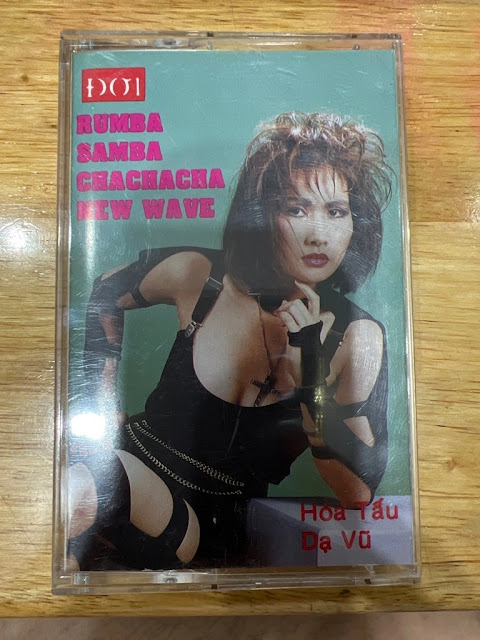 ĐỜI
RUMBA
SAMBA
CHACHACHA
NEW WAVE
Hòa Tấu
Dạ Vũ